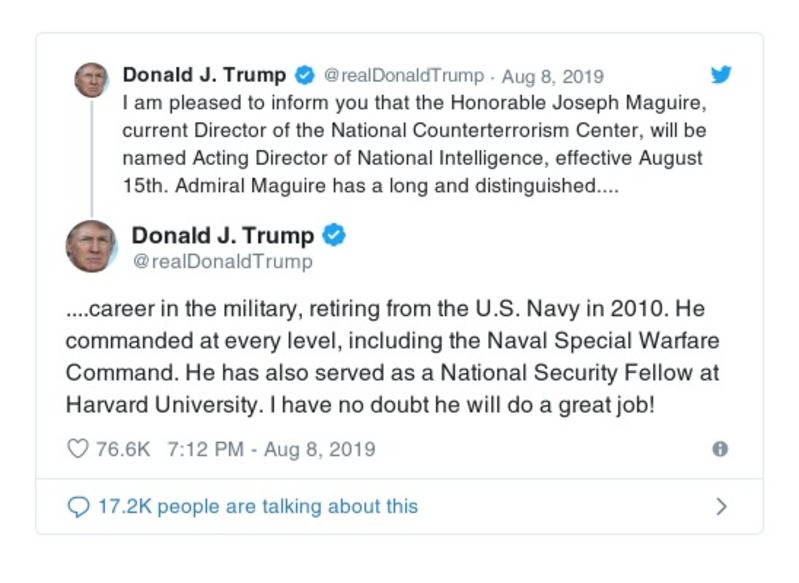 Donald J. Trump @realDonaldTrump · Aug 8, 2019
I am pleased to inform you that the Honorable Joseph Maguire,
current Director of the National Counterterrorism Center, will be
named Acting Director of National Intelligence, effective August
15th. Admiral Maguire has a long and distinguished....
Donald J. Trump
@realDonaldTrump
....career in the military, retiring from the U.S. Navy in 2010. He
commanded at every level, including the Naval Special Warfare
Command. He has also served as a National Security Fellow at
Harvard University. I have no doubt he will do a great job!
76.6K 7:12 PM - Aug 8, 2019
17.2K people are talking about this